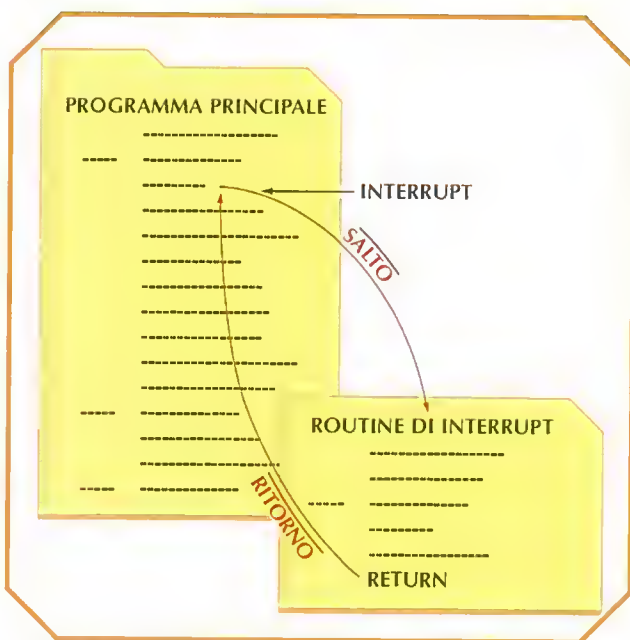 PROGRAMMA PRINCIPALE
INTERRUPT
SALTO
ROUTINE DI INTERRUPT
RITORNO
RETURN